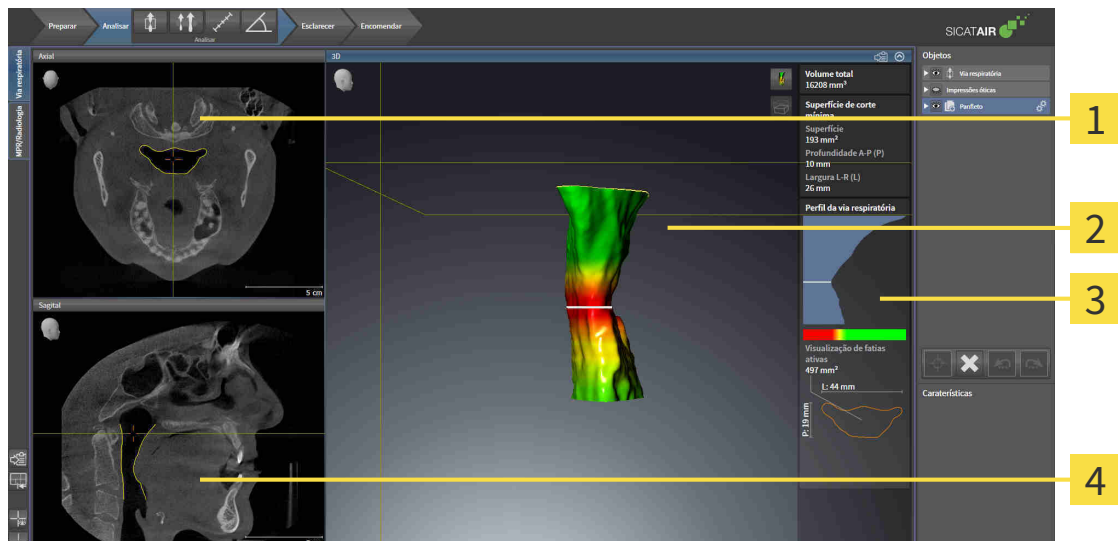 Preparar
Analisar
Analisar
Esclarecer
Encomendar
SICATAIR
Via respiratória
MPR/Radiologia
Axial
5 cm
Sagital
3D
Volume total
16208 mm³
Superfície de corte
mínima
Superfície
193 mm²
Profundidade A-P (P)
10 mm
Largura L-R (L)
26 mm
Perfil da via respiratória
Visualização de fatias
ativas
497 mm²
L: 44 mm
P: 19 mm
Objetos
Via respiratória
Impressões óticas
Panfleto
Caraterísticas
1
2
3
4